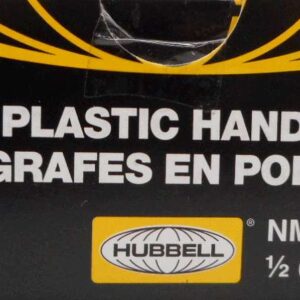 PLASTIC HAND
GRAFES EN PO
HUBBELL ® NM
½